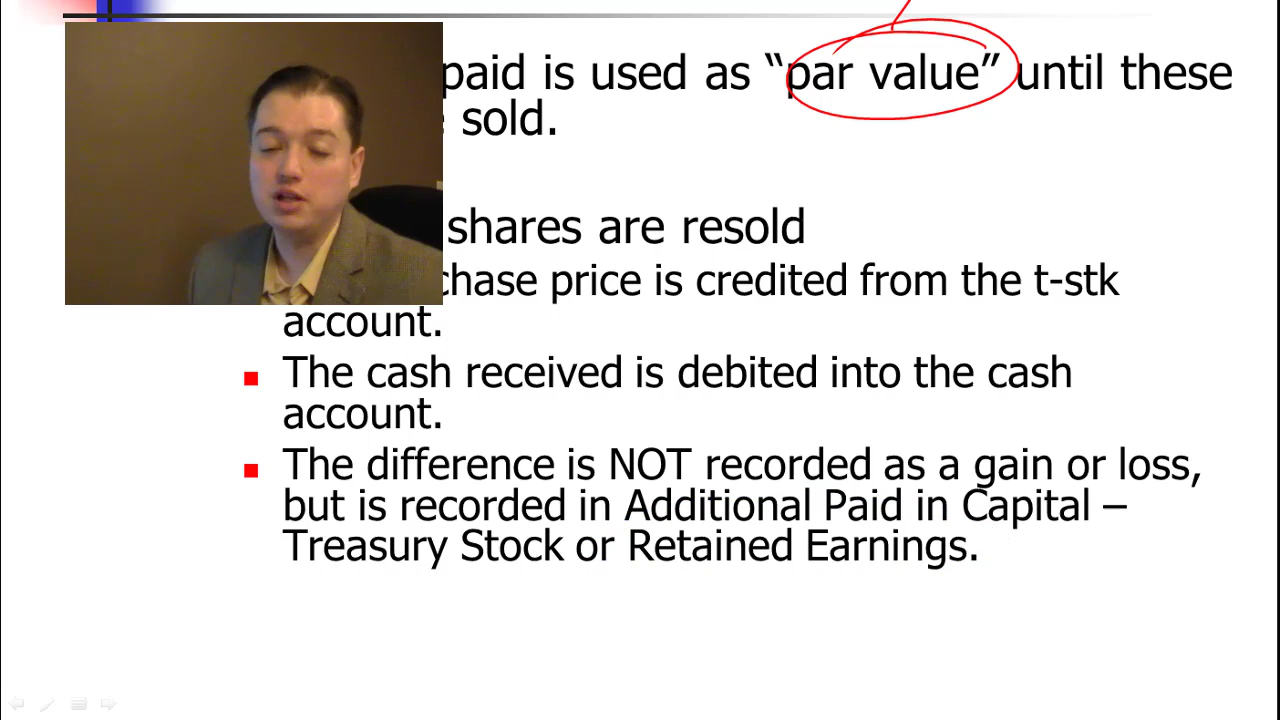 paid is used as “par value” until these
sold.
shares are resold
price is credited from the t-stk
account.
■ The cash received is debited into the cash
account.
■ The difference is NOT recorded as a gain or loss,
but is recorded in Additional Paid in Capital –
Treasury Stock or Retained Earnings.